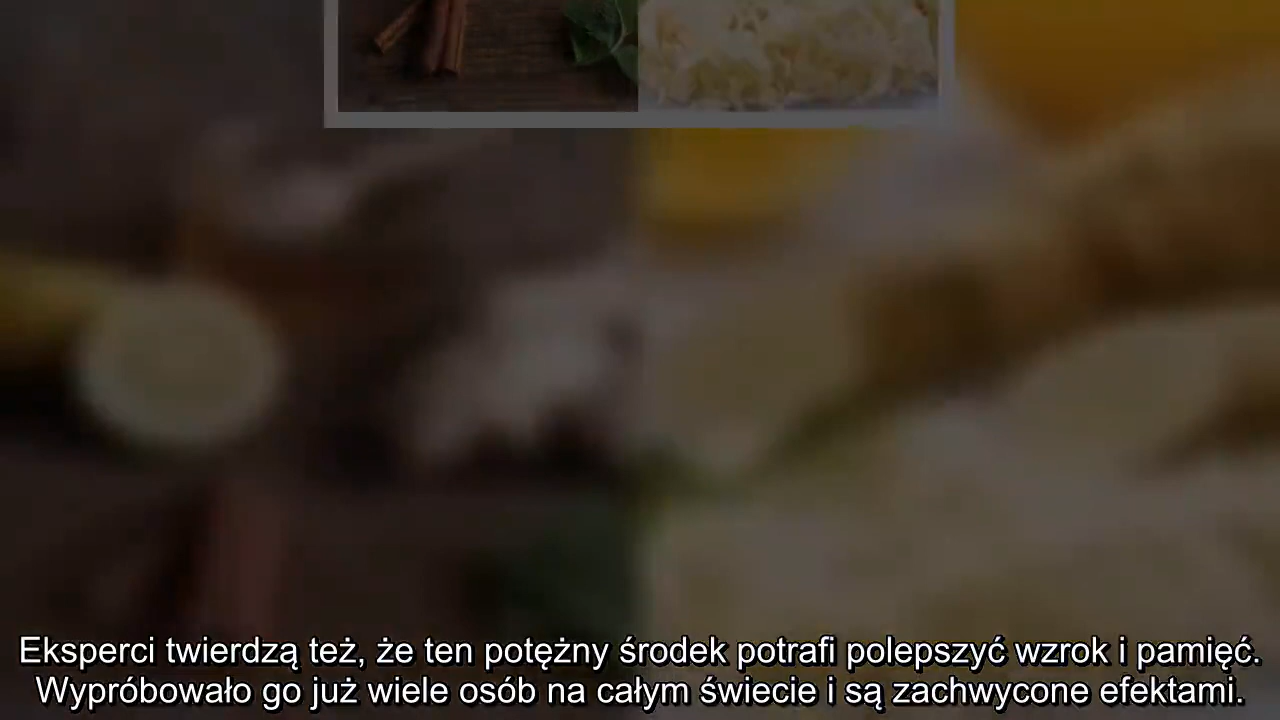 Eksperci twierdzą też, że ten potężny środek potrafi polepszyć wzrok i pamięć.
Wypróbowało go już wiele osób na całym świecie i są zachwycone efektami.